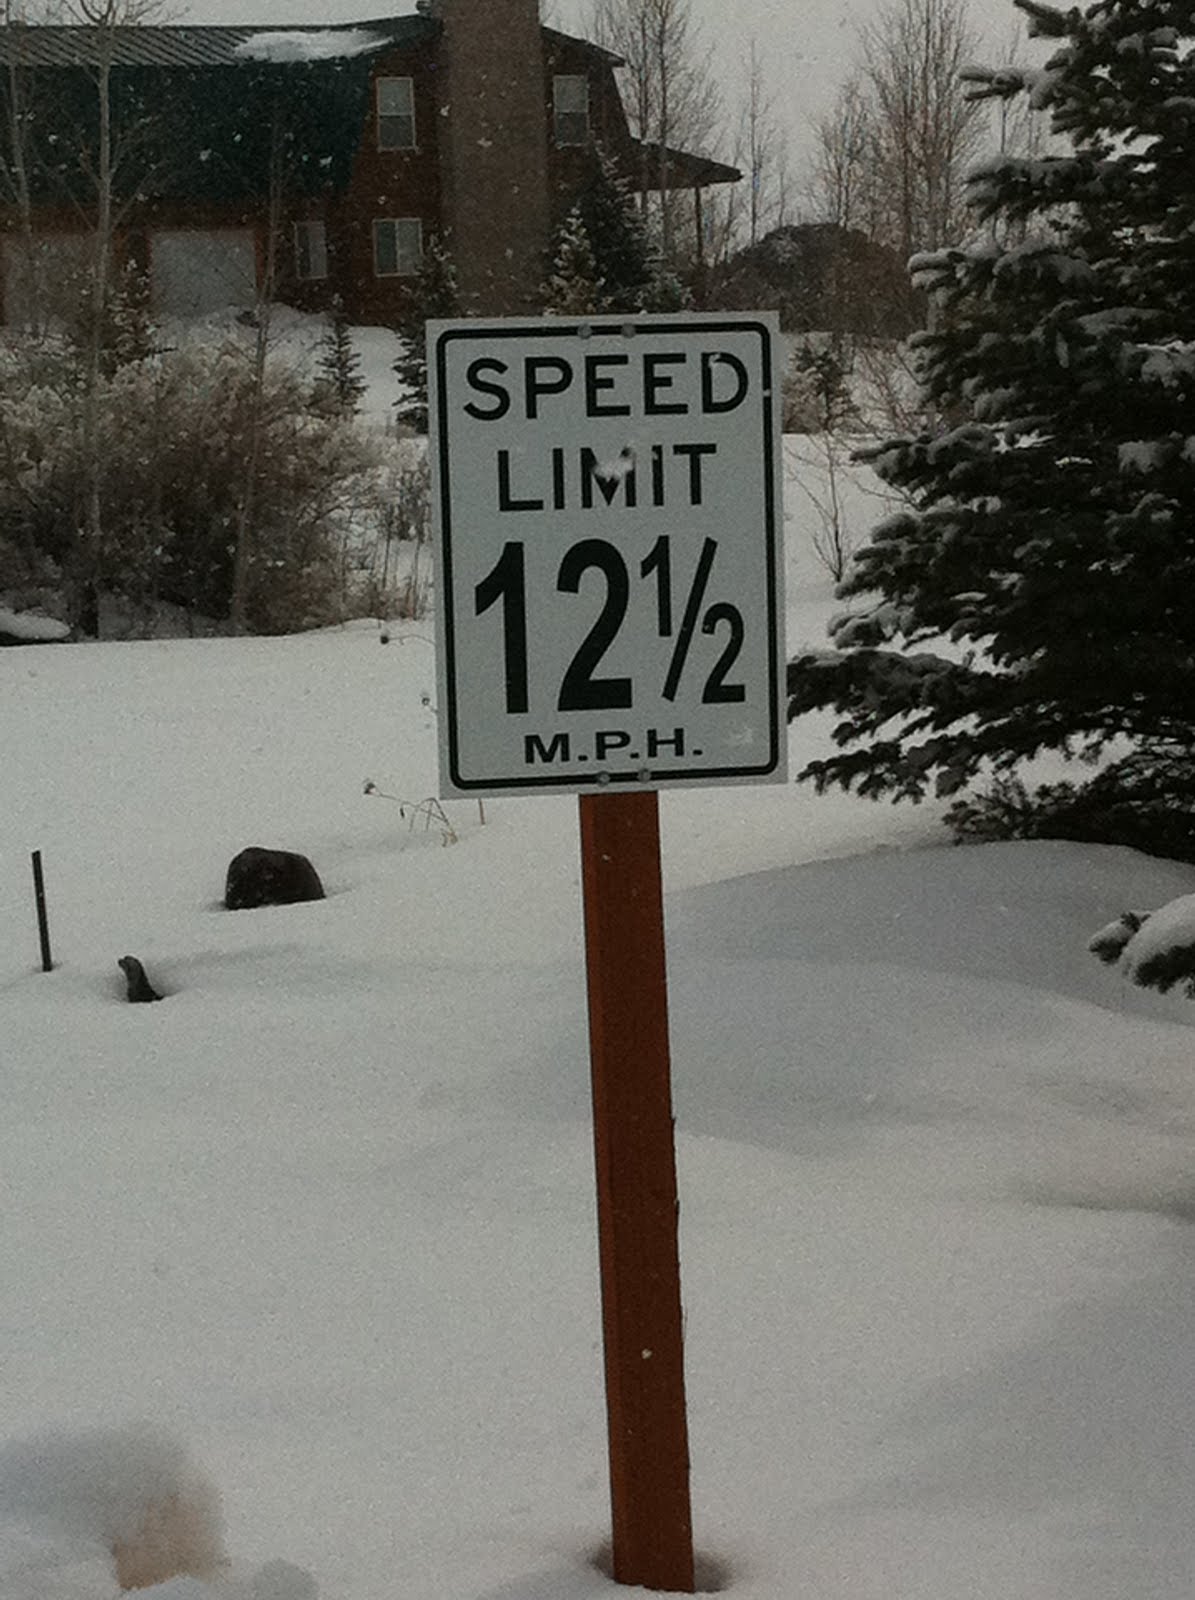 SPEED
LIMIT
12½
M.P.H.